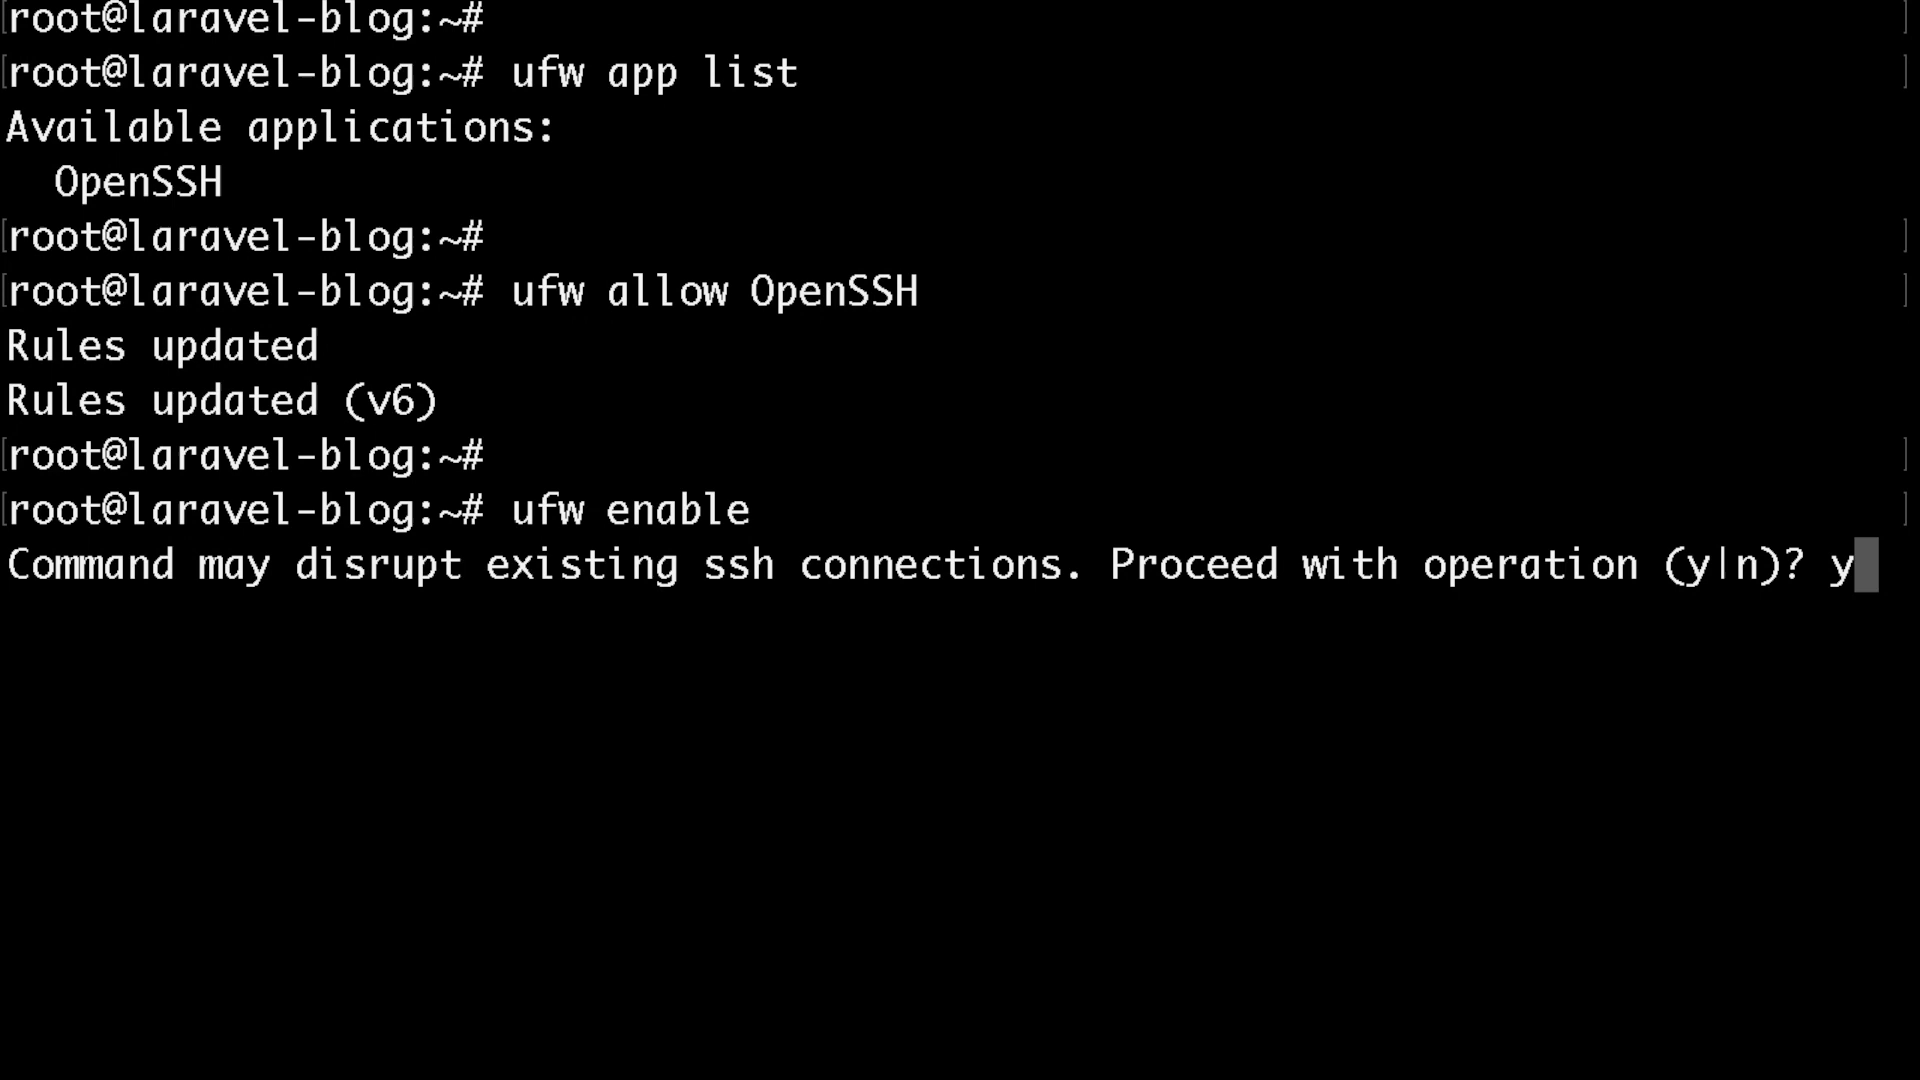 [root@laravel-blog:~# ]
[root@laravel-blog:~# ufw app list ]
Available applications:
  OpenSSH
[root@laravel-blog:~# ]
[root@laravel-blog:~# ufw allow OpenSSH ]
Rules updated
Rules updated (v6)
[root@laravel-blog:~# ]
[root@laravel-blog:~# ufw enable ]
Command may disrupt existing ssh connections. Proceed with operation (y|n)? y